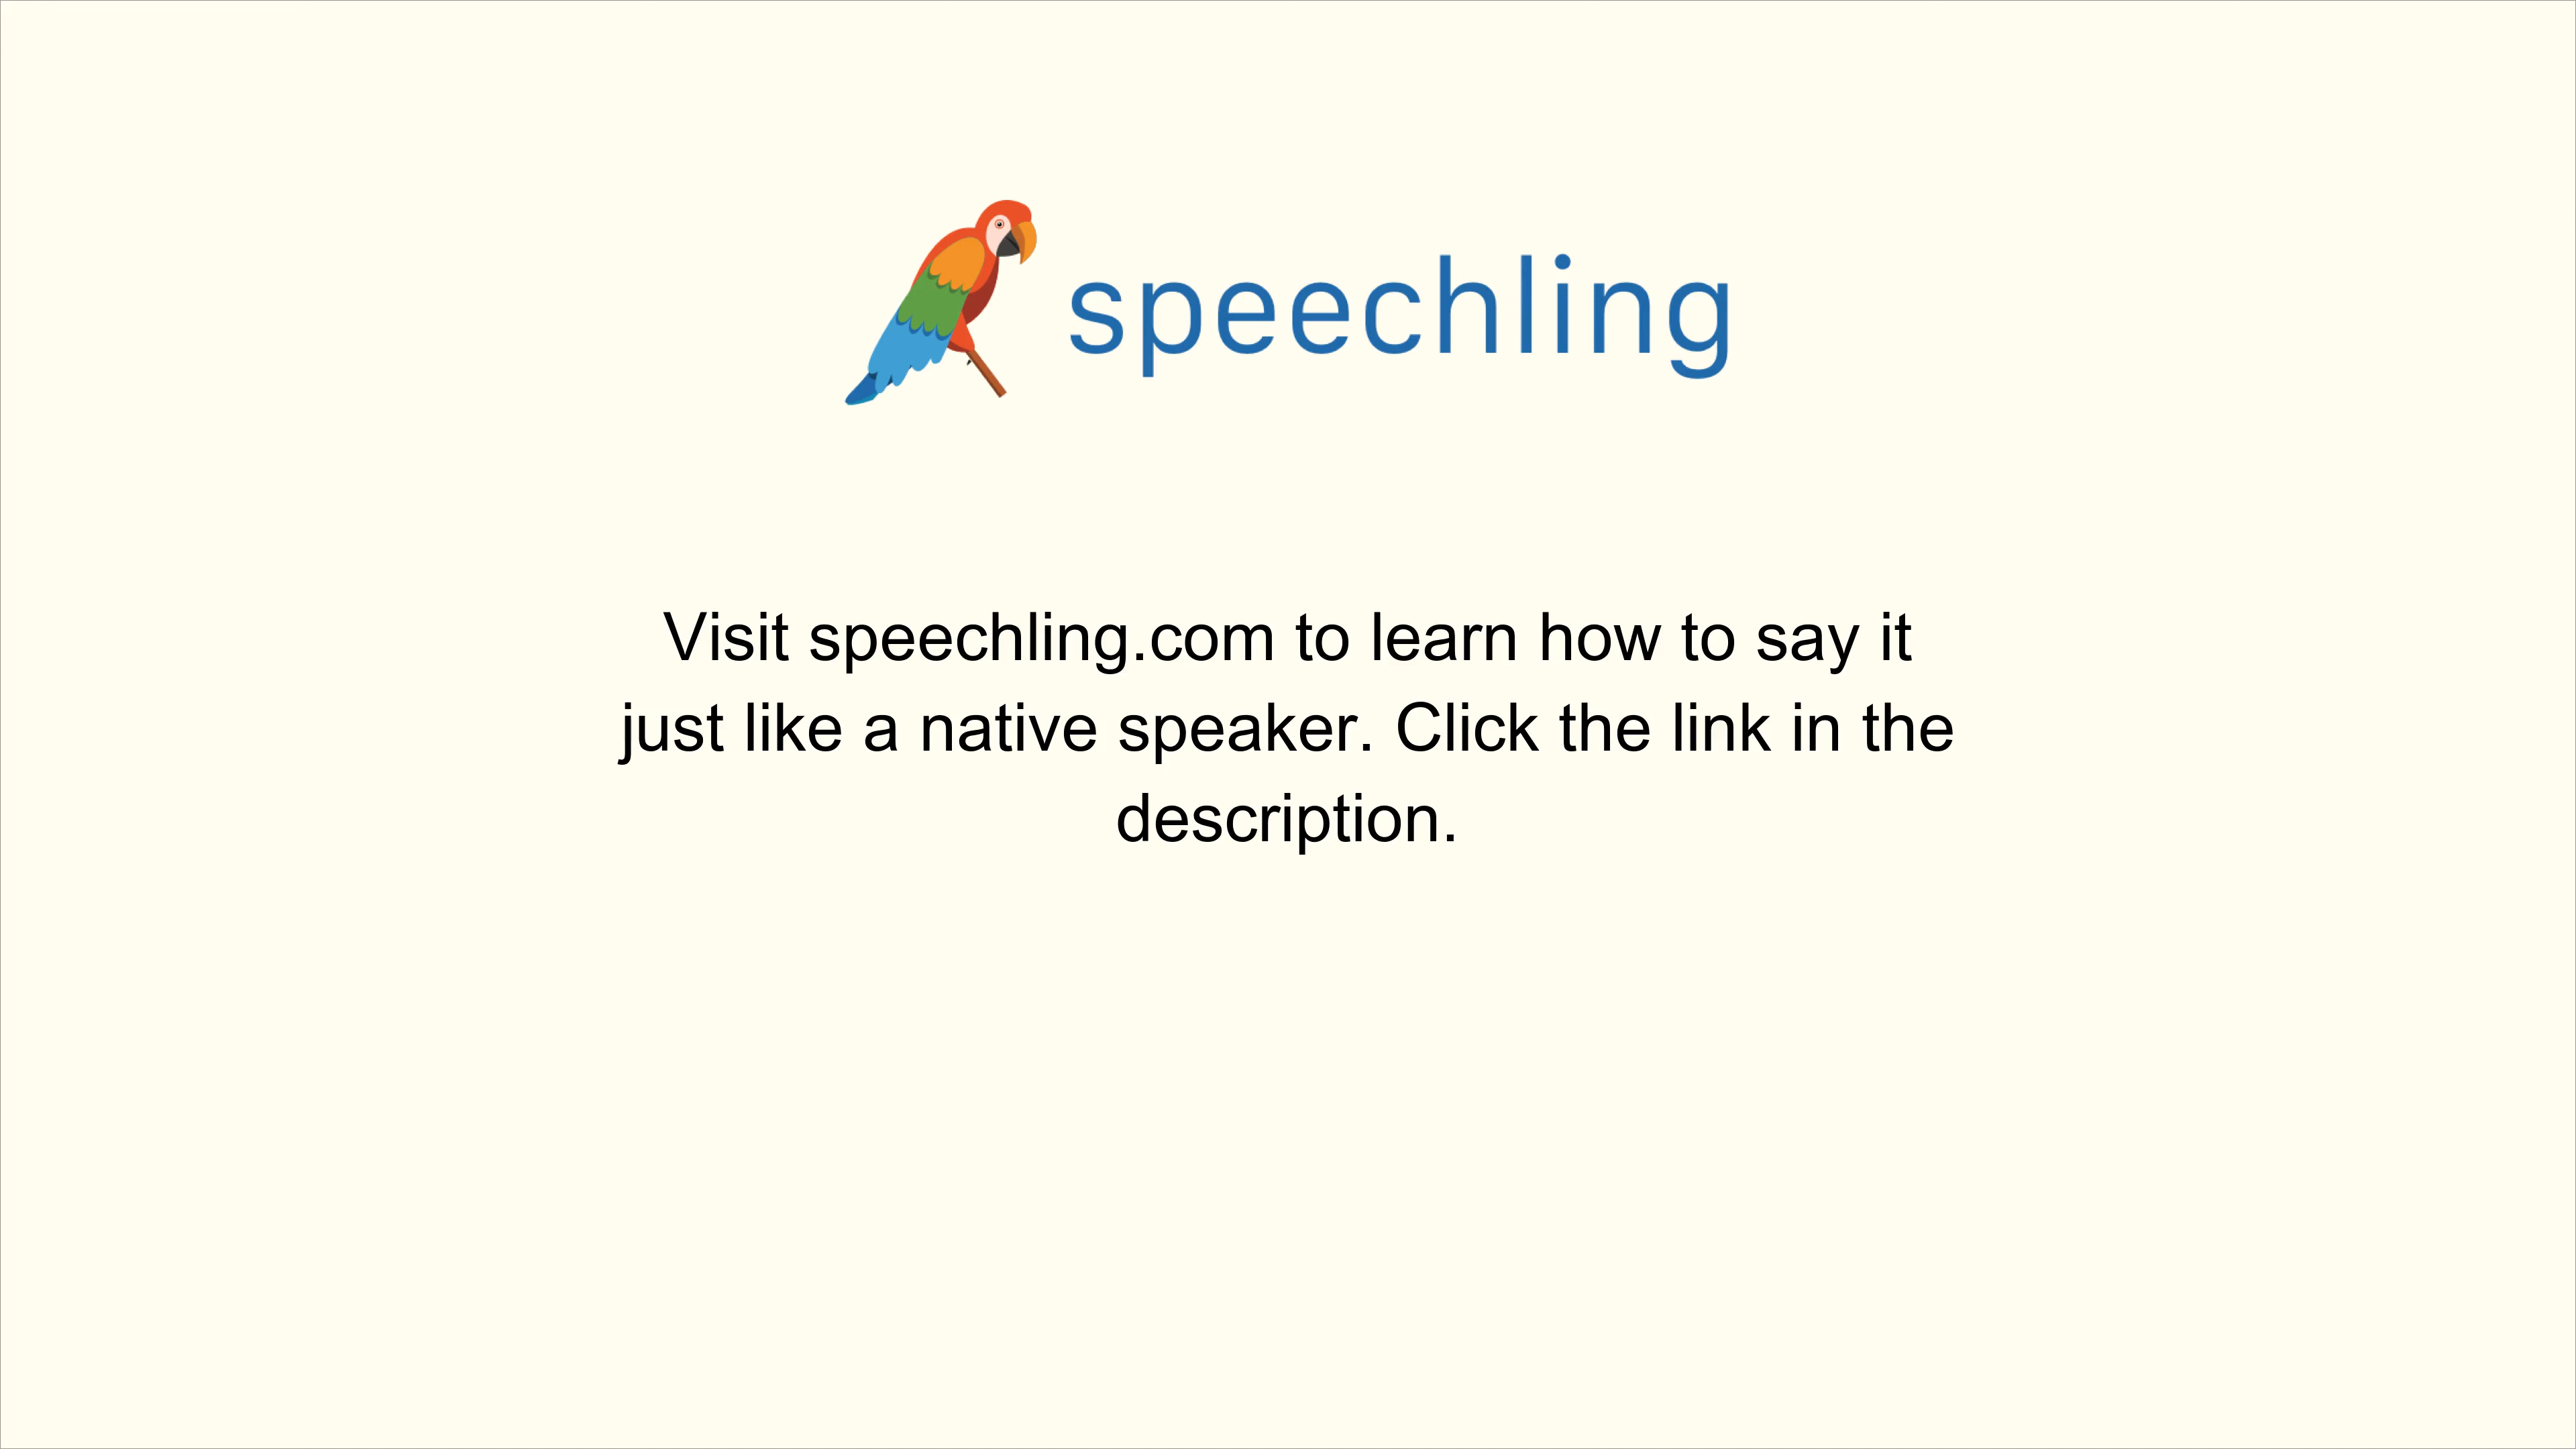 speechling
Visit speechling.com to learn how to say it
just like a native speaker. Click the link in the
description.